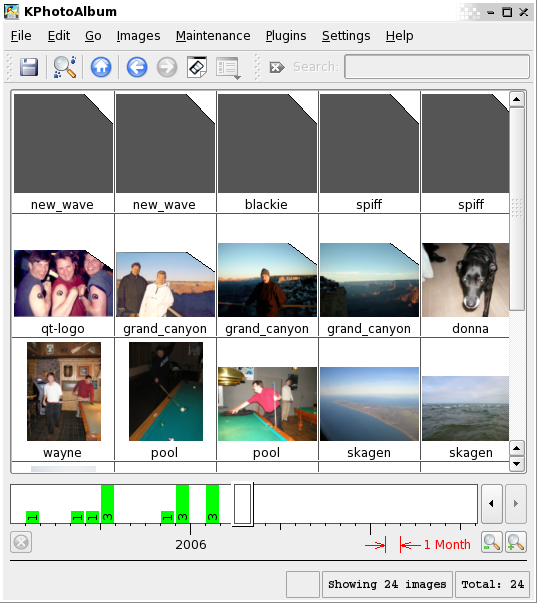 KPhotoAlbum
File Edit Go Images Maintenance Plugins Settings Help
Search:
new_wave new_wave blackie spiff spiff
qt-logo grand_canyon grand_canyon grand_canyon donna
wayne pool pool skagen skagen
1 1 1 3 1 3 3
2006 1 Month
Showing 24 images Total: 24